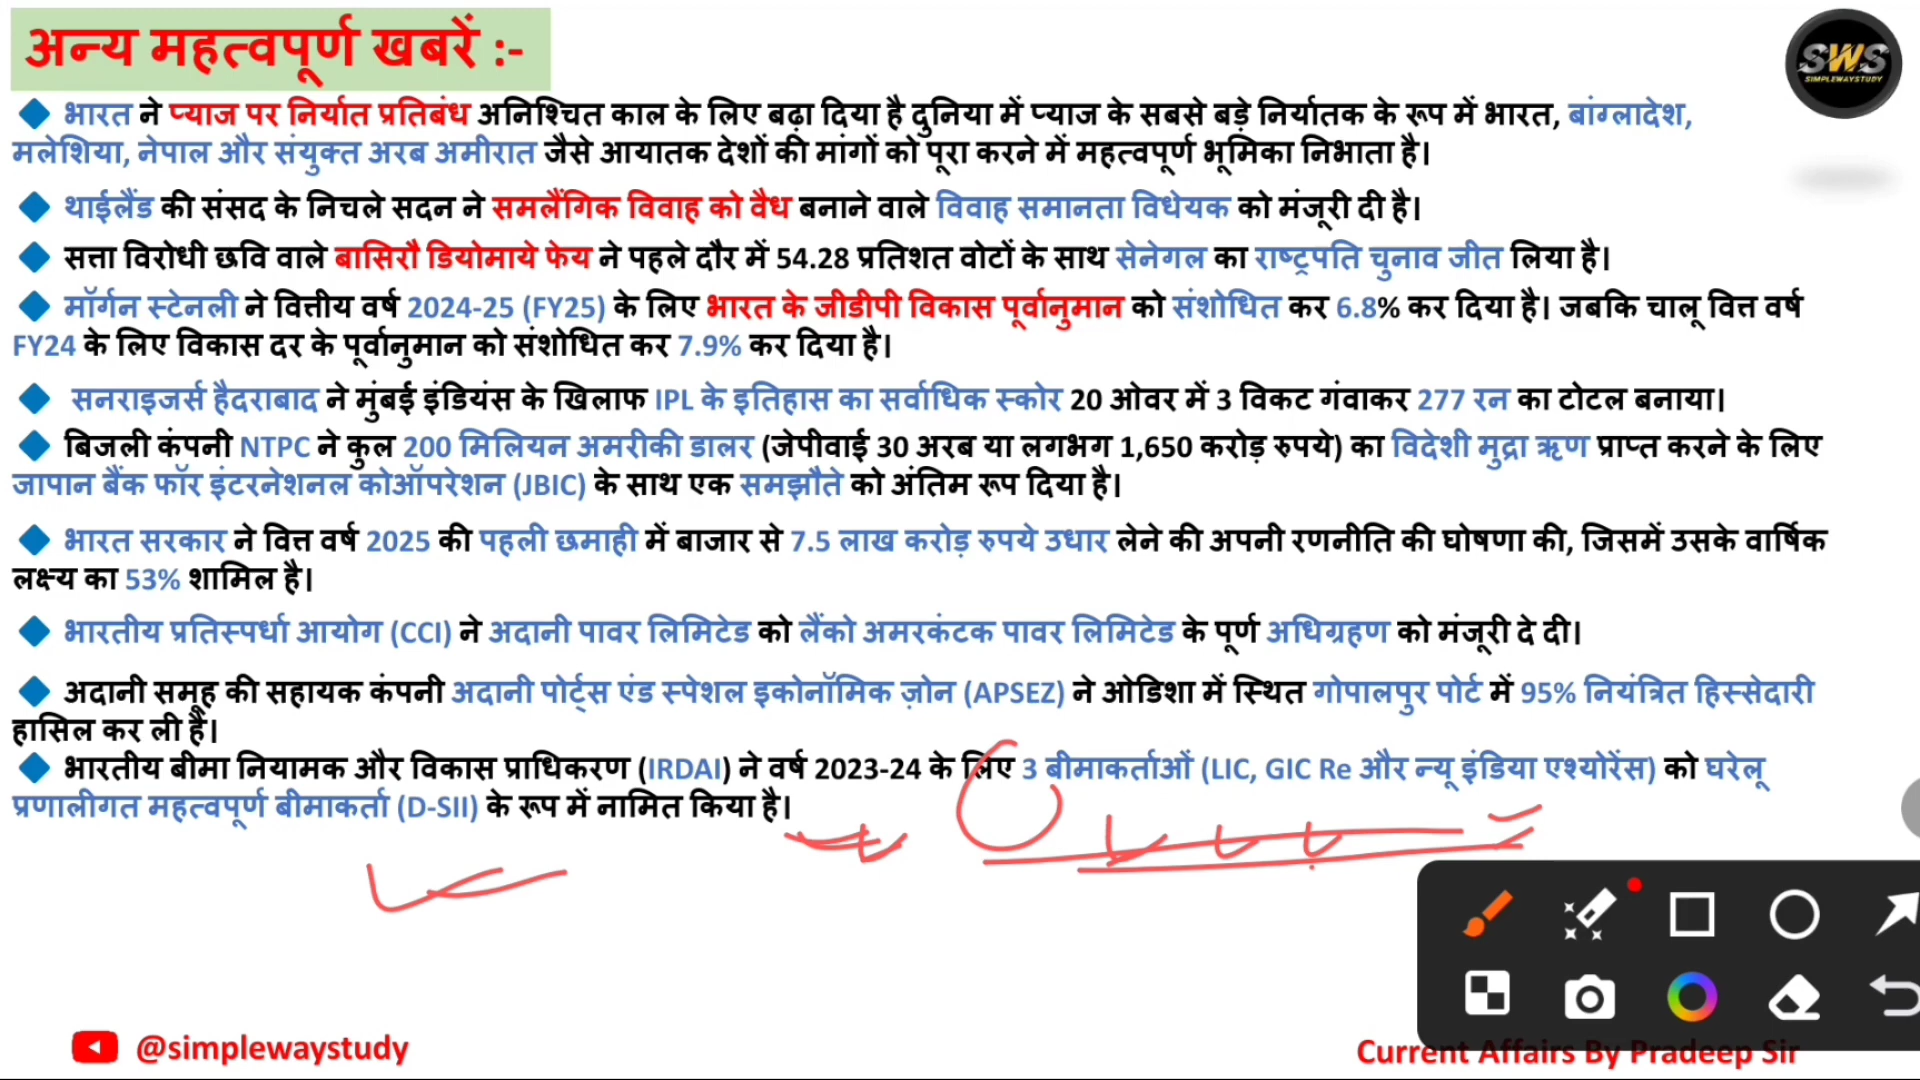 अन्य महत्वपूर्ण खबरें :-
SWS
SIMPLEWAYSTUDY
भारत ने प्याज पर निर्यात प्रतिबंध अनिश्चित काल के लिए बढ़ा दिया है दुनिया में प्याज के सबसे बड़े निर्यातक के रूप में भारत, बांग्लादेश,
मलेशिया, नेपाल और संयुक्त अरब अमीरात जैसे आयातक देशों की मांगों को पूरा करने में महत्वपूर्ण भूमिका निभाता है।
थाईलैंड की संसद के निचले सदन ने समलैंगिक विवाह को वैध बनाने वाले विवाह समानता विधेयक को मंजूरी दी है।
सत्ता विरोधी छवि वाले बासिरौ डियोमाये फेय ने पहले दौर में 54.28 प्रतिशत वोटों के साथ सेनेगल का राष्ट्रपति चुनाव जीत लिया है।
मॉर्गन स्टेनली ने वित्तीय वर्ष 2024-25 (FY25) के लिए भारत के जीडीपी विकास पूर्वानुमान को संशोधित कर 6.8% कर दिया है। जबकि चालू वित्त वर्ष
FY24 के लिए विकास दर के पूर्वानुमान को संशोधित कर 7.9% कर दिया है।
सनराइजर्स हैदराबाद ने मुंबई इंडियंस के खिलाफ IPL के इतिहास का सर्वाधिक स्कोर 20 ओवर में 3 विकट गंवाकर 277 रन का टोटल बनाया।
बिजली कंपनी NTPC ने कुल 200 मिलियन अमरीकी डालर (जेपीवाई 30 अरब या लगभग 1,650 करोड़ रुपये) का विदेशी मुद्रा ऋण प्राप्त करने के लिए
जापान बैंक फॉर इंटरनेशनल कोऑपरेशन (JBIC) के साथ एक समझौते को अंतिम रूप दिया है।
भारत सरकार ने वित्त वर्ष 2025 की पहली छमाही में बाजार से 7.5 लाख करोड़ रुपये उधार लेने की अपनी रणनीति की घोषणा की, जिसमें उसके वार्षिक
लक्ष्य का 53% शामिल है।
भारतीय प्रतिस्पर्धा आयोग (CCI) ने अदानी पावर लिमिटेड को लैंको अमरकंटक पावर लिमिटेड के पूर्ण अधिग्रहण को मंजूरी दे दी।
अदानी समूह की सहायक कंपनी अदानी पोर्ट्स एंड स्पेशल इकोनॉमिक ज़ोन (APSEZ) ने ओडिशा में स्थित गोपालपुर पोर्ट में 95% नियंत्रित हिस्सेदारी
हासिल कर ली है।
भारतीय बीमा नियामक और विकास प्राधिकरण (IRDAI) ने वर्ष 2023-24 के लिए 3 बीमाकर्ताओं (LIC, GIC Re और न्यू इंडिया एश्योरेंस) को घरेलू
प्रणालीगत महत्वपूर्ण बीमाकर्ता (D-SII) के रूप में नामित किया है।
@simplewaystudy
Current Affairs By Pradeep Sir